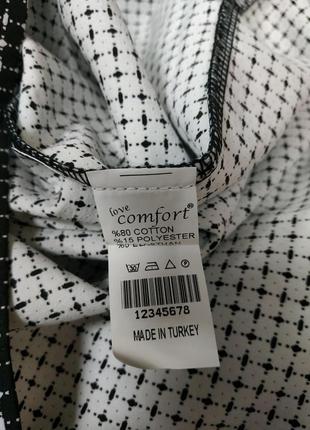 love
comfort®
%80 COTTON
%15 POLYESTER
12345678
MADE IN TURKEY